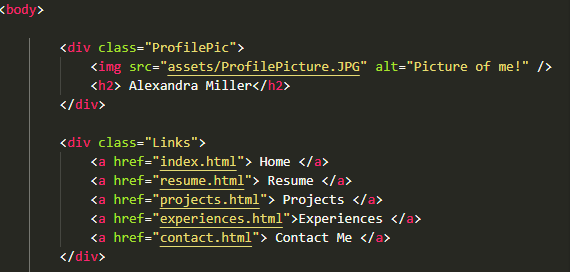 <body>
<div class="ProfilePic">
<img src="assets/ProfilePicture.JPG" alt="Picture of me!" />
<h2> Alexandra Miller</h2>
</div>
<div class="Links">
<a href="index.html"> Home </a>
<a href="resume.html"> Resume </a>
<a href="projects.html"> Projects </a>
<a href="experiences.html">Experiences </a>
<a href="contact.html"> Contact Me </a>
</div>